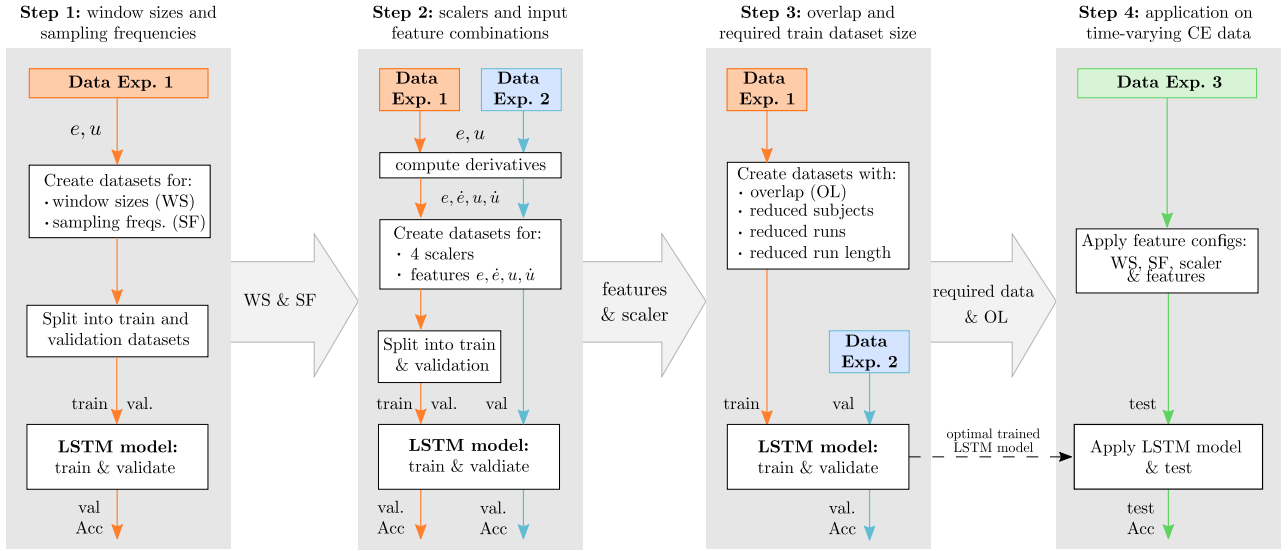 Step 1: window sizes and
sampling frequencies
Data Exp. 1
e, u
Create datasets for:
· window sizes (WS)
· sampling freqs. (SF)
Split into train and
validation datasets
train val.
LSTM model:
train & validate
val
Acc
WS & SF
Step 2: scalers and input
feature combinations
Data
Exp. 1
Data
Exp. 2
e, u
compute derivatives
e, ė, u, u̇
Create datasets for:
· 4 scalers
· features e, ė, u, u̇
Split into train
& validation
train val. val
LSTM model:
train & valdiate
val.
Acc
val.
Acc
features
& scaler
Step 3: overlap and
required train dataset size
Data
Exp. 1
Create datasets with:
· overlap (OL)
· reduced subjects
· reduced runs
· reduced run length
Data
Exp. 2
train val
LSTM model:
train & validate
val.
Acc
required data
& OL
optimal trained
LSTM model
Step 4: application on
time-varying CE data
Data Exp. 3
Apply feature configs:
WS, SF, scaler
& features
test
Apply LSTM model
& test
test
Acc